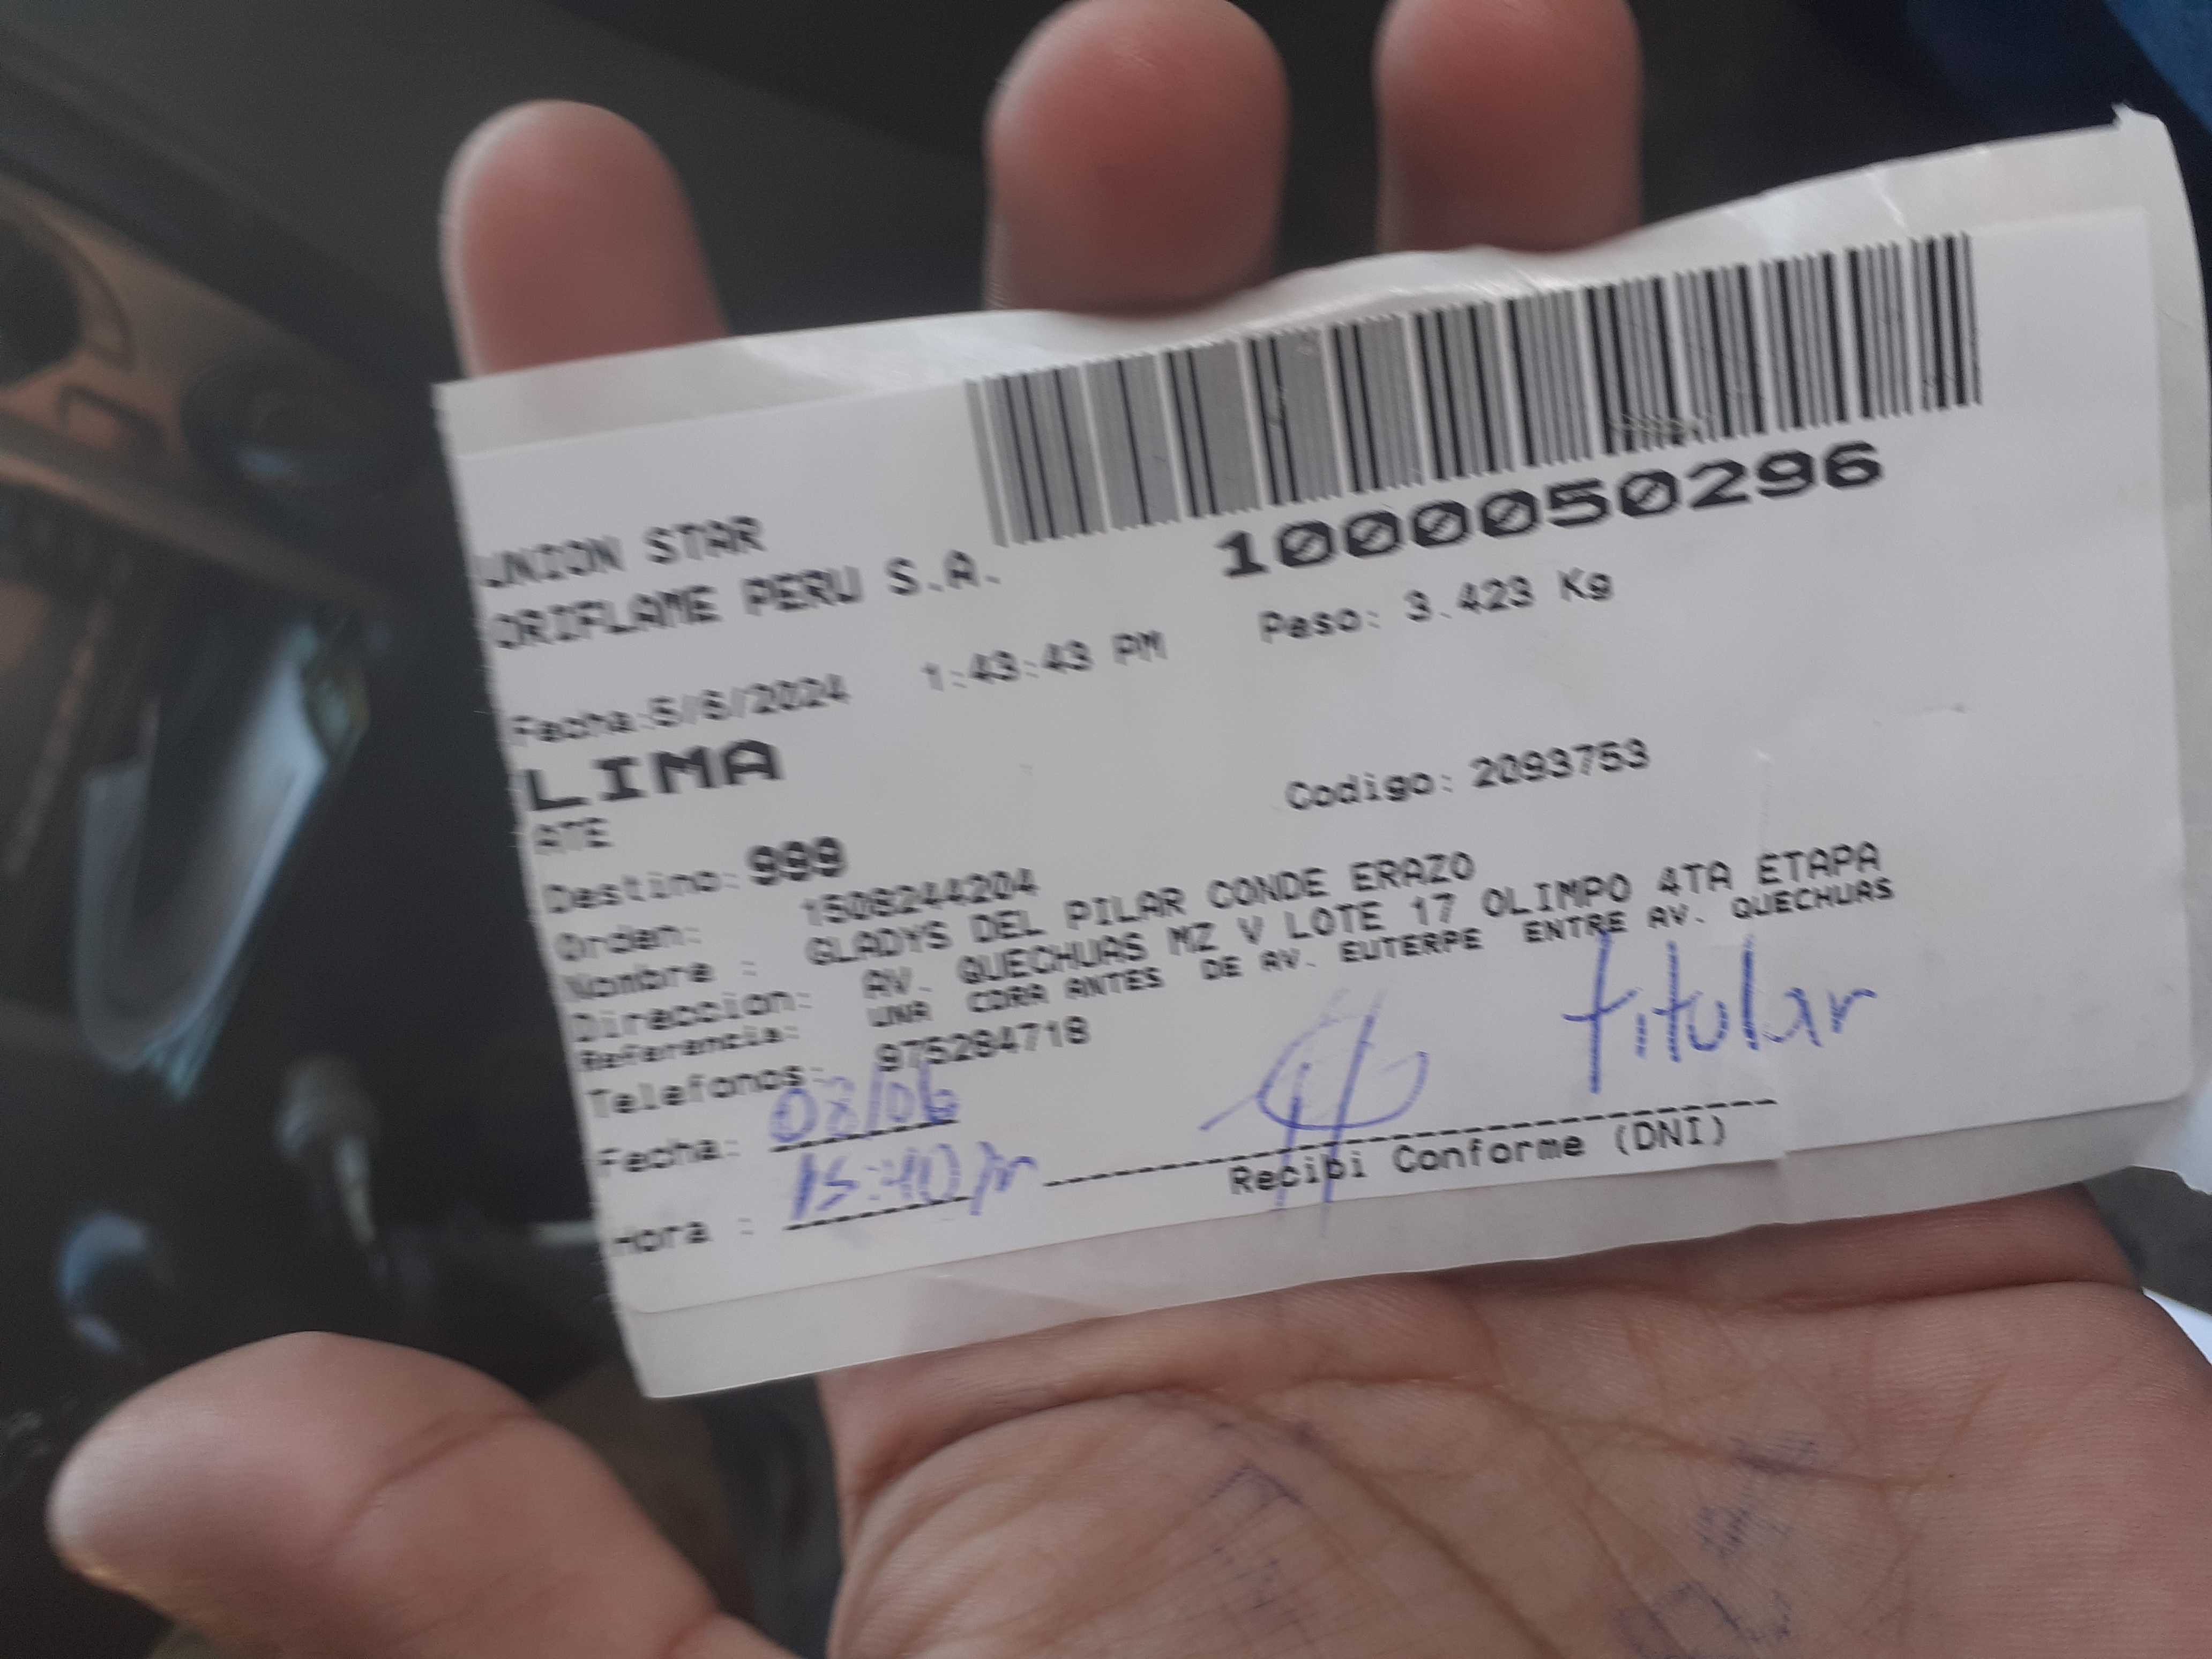 UNION STAR
ORIFLAME PERU S.A.
1000050296
Fecha:5/6/2024 1:43:43 PM Peso: 3.423 Kg
LIMA
ATE Codigo: 2093753
Destino: 999
Orden: 1508244204
Nombre : GLADYS DEL PILAR CONDE ERAZO
Direccion: AV. QUECHUAS MZ V LOTE 17 OLIMPO 4TA ETAPA
Referencia: UNA CDRA ANTES DE AV. EUTERPE ENTRE AV. QUECHUAS
Telefonos: 975284718
titular
Fecha: 08/06
Hora : 15:40
Recibi Conforme (DNI)